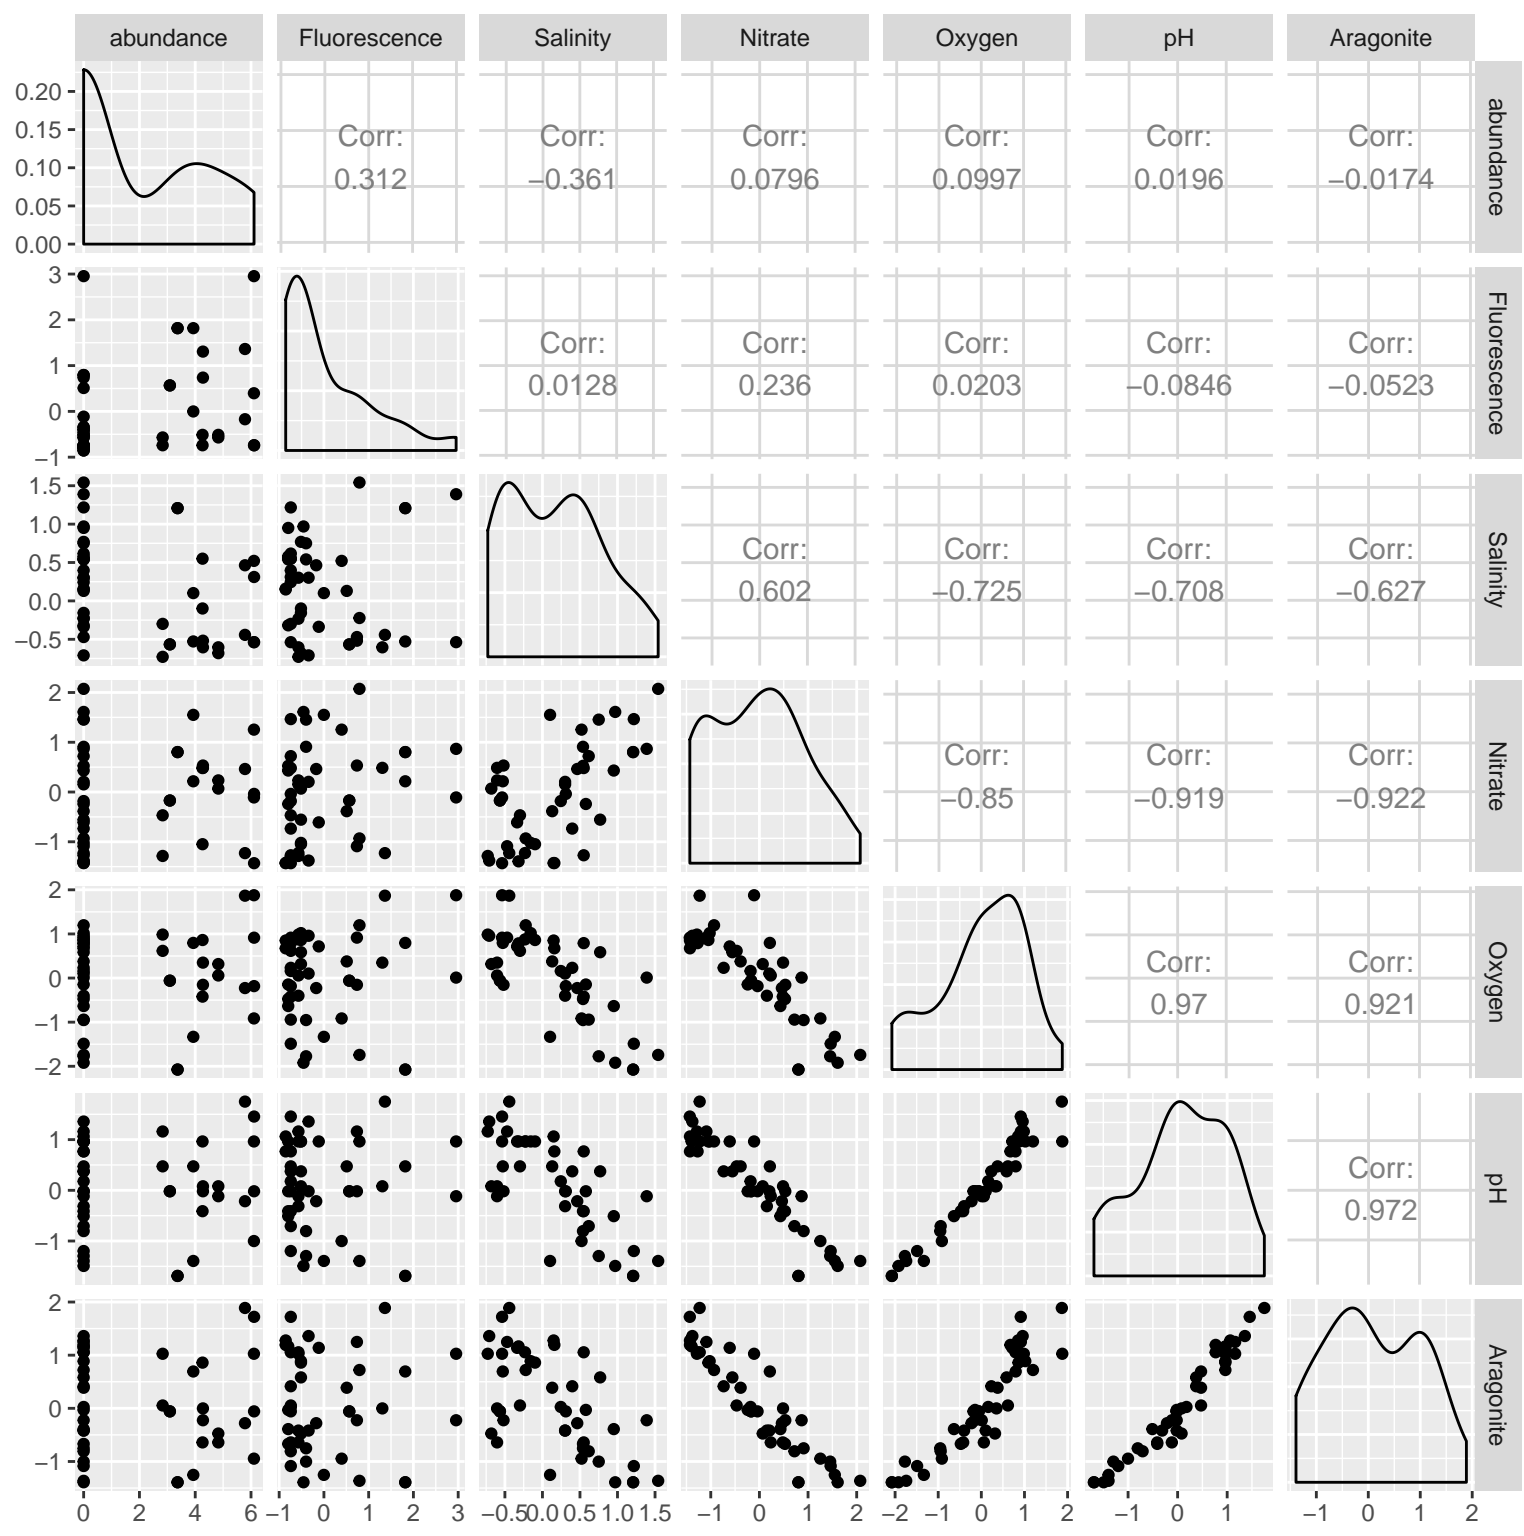 abundance Fluorescence Salinity Nitrate Oxygen pH Aragonite
0.20
0.15
0.10
0.05
0.00
Corr: Corr: Corr: Corr: Corr: Corr:
0.312 −0.361 0.0796 0.0997 0.0196 −0.0174
abundance
3
2
1
0
−1
Corr: Corr: Corr: Corr: Corr:
0.0128 0.236 0.0203 −0.0846 −0.0523
Fluorescence
1.5
1.0
0.5
0.0
−0.5
Corr: Corr: Corr: Corr:
0.602 −0.725 −0.708 −0.627
Salinity
2
1
0
−1
Corr: Corr: Corr:
−0.85 −0.919 −0.922
Nitrate
2
1
0
−1
−2
Corr: Corr:
0.97 0.921
Oxygen
1
0
−1
Corr:
0.972
pH
2
1
0
−1
Aragonite
0 2 4 6 −1 0 1 2 3 −0.5 0.0 0.5 1.0 1.5 −1 0 1 2 −2 −1 0 1 2 −1 0 1 −1 0 1 2